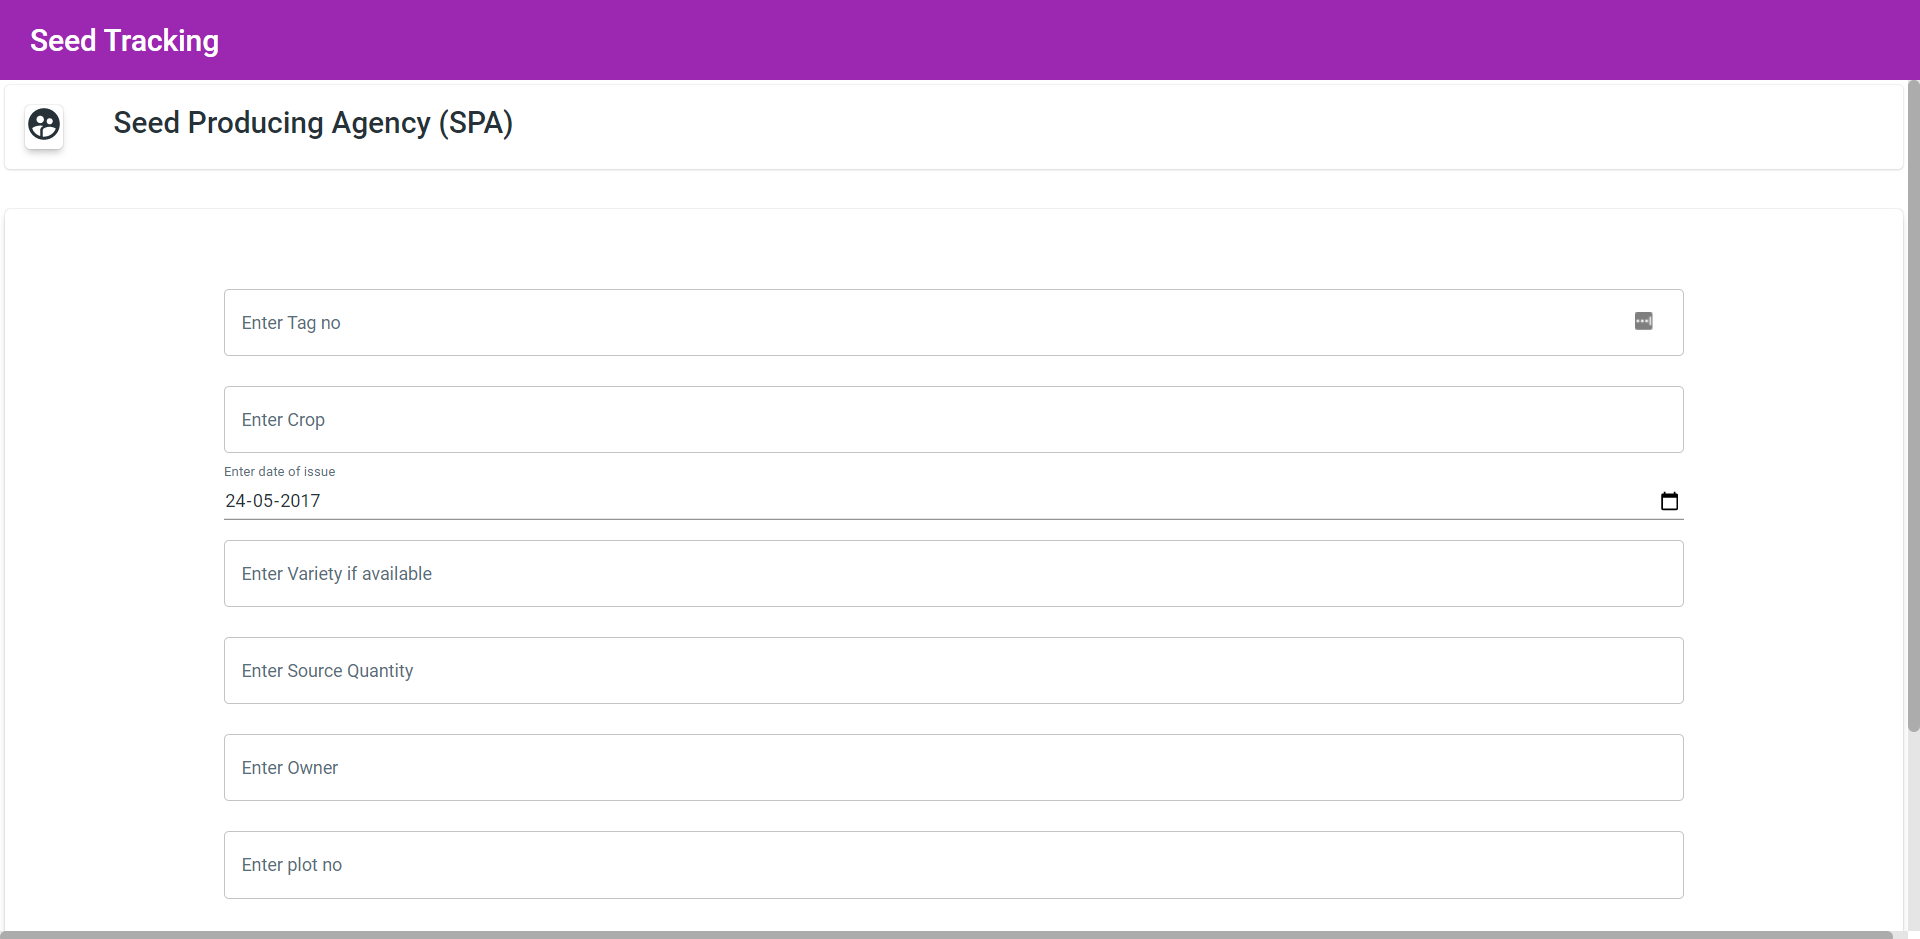 Seed Tracking
Seed Producing Agency (SPA)
Enter Tag no
Enter Crop
Enter date of issue
24-05-2017
Enter Variety if available
Enter Source Quantity
Enter Owner
Enter plot no